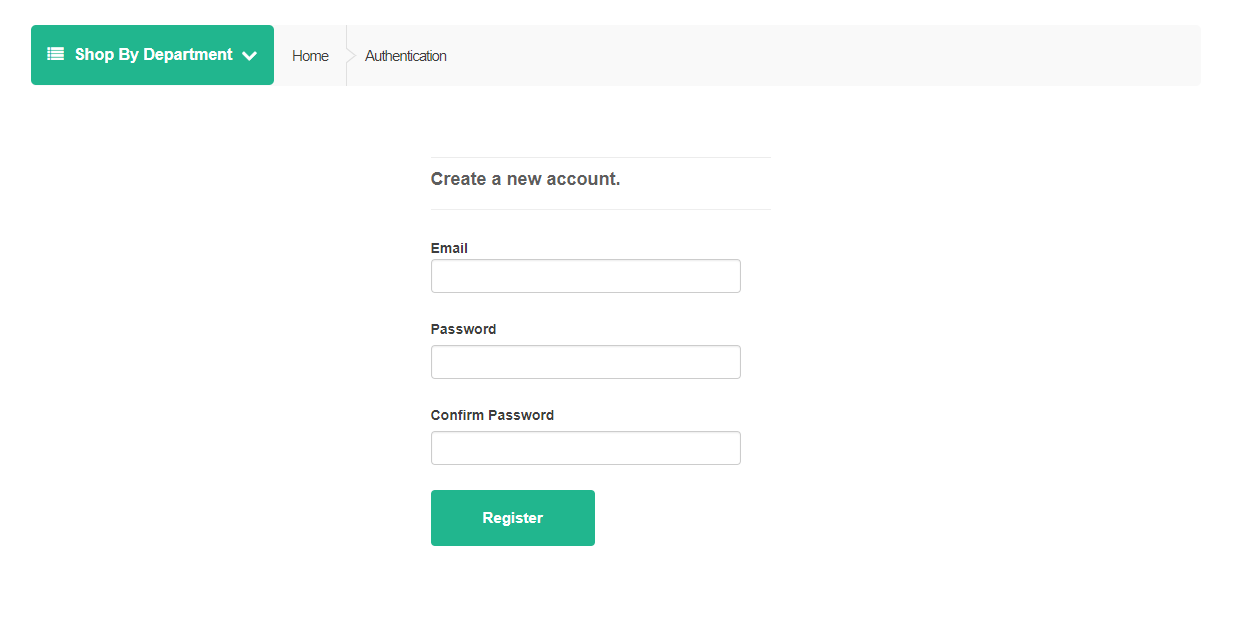 Shop By Department
Home
Authentication
Create a new account.
Email
Password
Confirm Password
Register